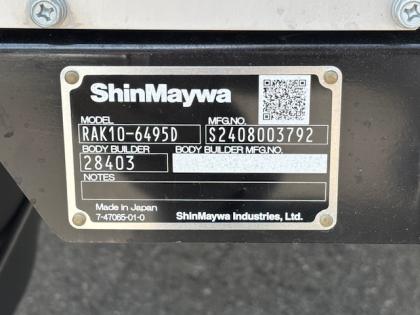 ShinMaywa
MODEL MFG.NO.
RAK10-6495D S2408003792
BODY BUILDER BODY BUILDER MFG.NO.
28403
NOTES
Made in Japan
7-47065-01-0 ShinMaywa Industries, Ltd.